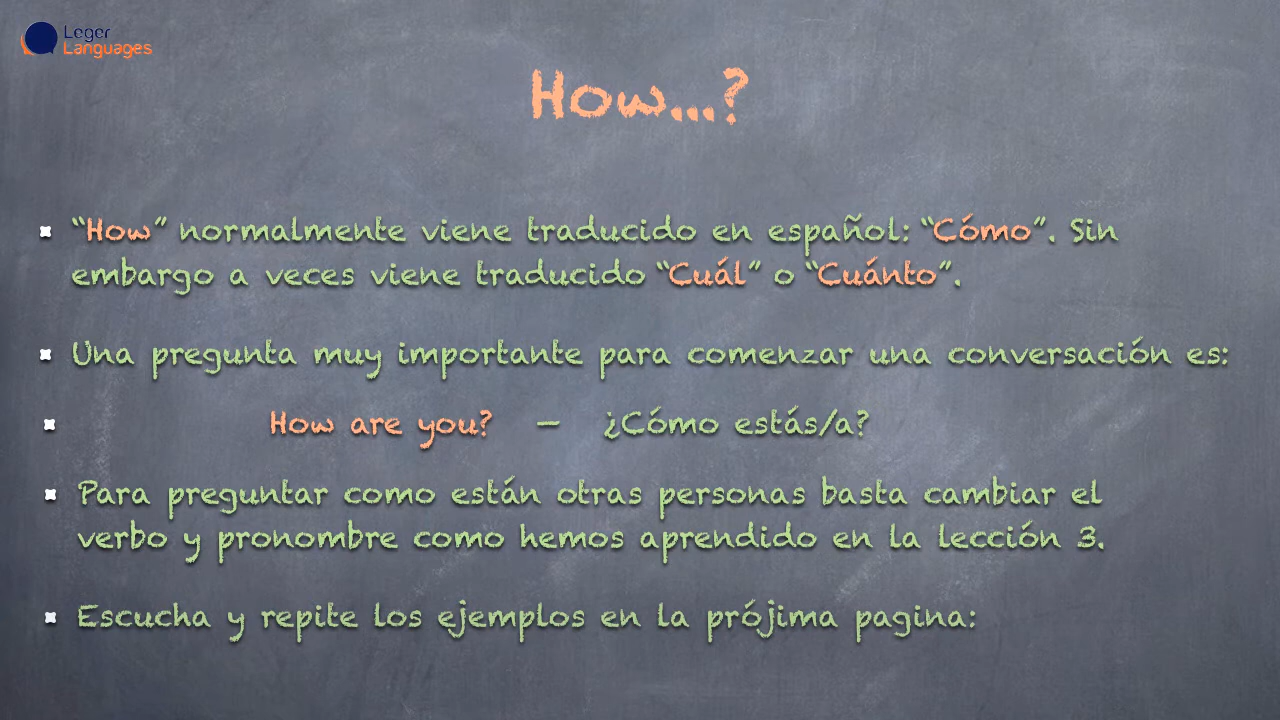 Leger
Languages
How...?
“How” normalmente viene traducido en español: “Cómo”. Sin
embargo a veces viene traducido “Cuál” o “Cuánto”.
Una pregunta muy importante para comenzar una conversación es:
How are you? – ¿Cómo estás/a?
Para preguntar como están otras personas basta cambiar el
verbo y pronombre como hemos aprendido en la lección 3.
Escucha y repite los ejemplos en la prójima pagina: